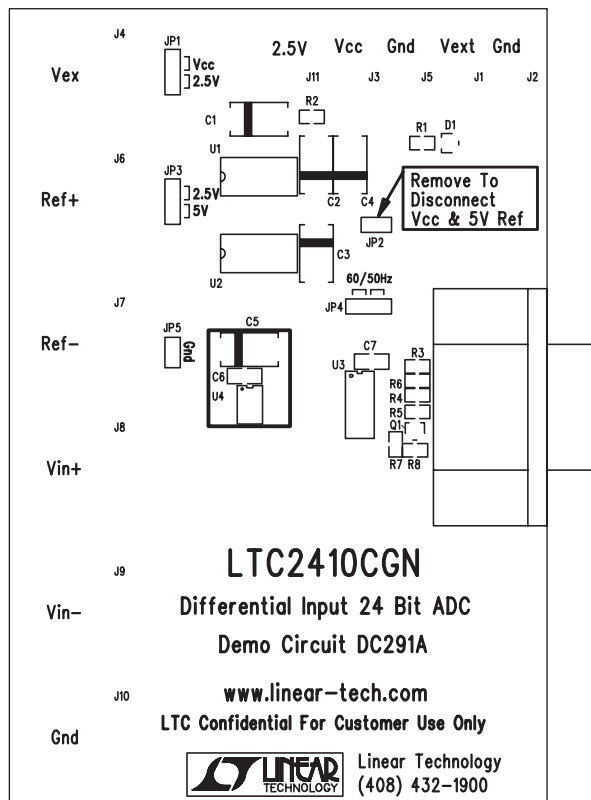 J4
JP1
2.5V Vcc Gnd Vext Gnd
Vex
Vcc
2.5V
J11 J3 J5 J1 J2
R2
C1
R1 D1
U1
J6
JP3
Ref+
2.5V
5V
C2 C4
Remove To
Disconnect
Vcc & 5V Ref
JP2
C3
U2
60/50Hz
J7
JP4
Ref-
JP5
Gnd
C5
C6
U4
C7
U3
R3
R6
R4
R5
Q1
R7 R8
J8
Vin+
LTC2410CGN
J9
Differential Input 24 Bit ADC
Vin-
Demo Circuit DC291A
J10
www.linear-tech.com
LTC Confidential For Customer Use Only
Gnd
LT LINEAR
TECHNOLOGY
Linear Technology
(408) 432-1900